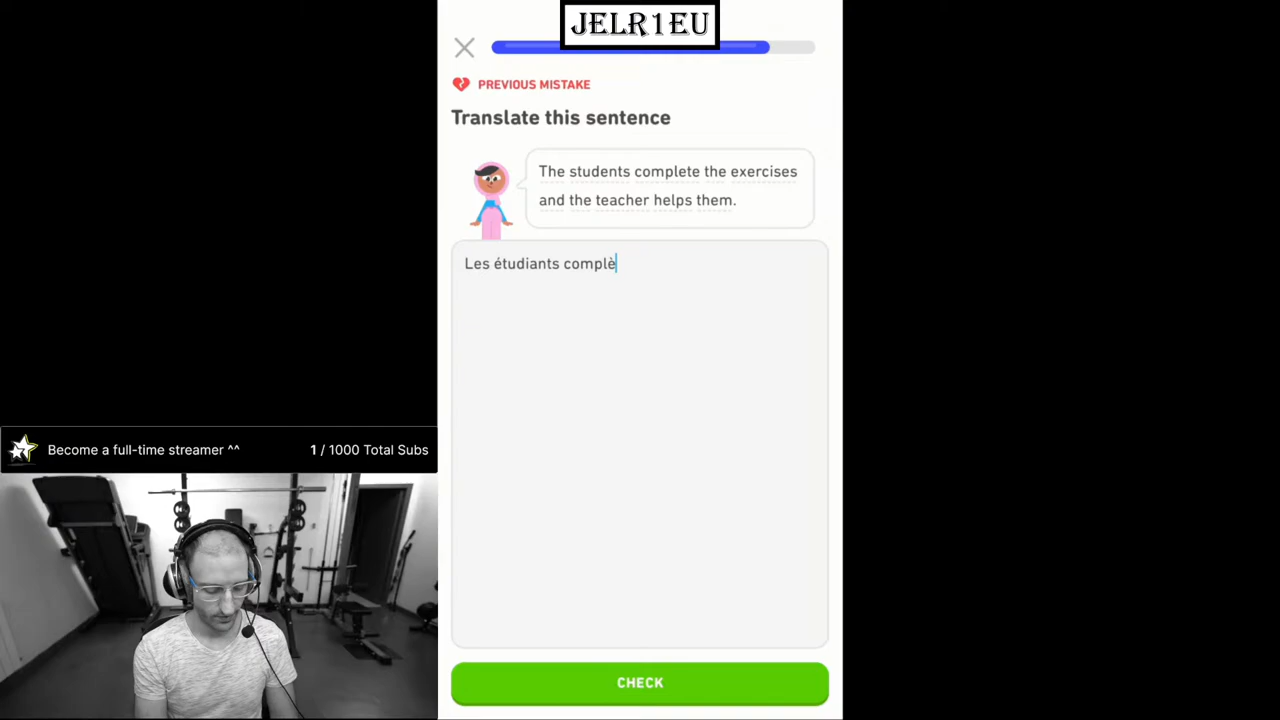 JELR1EU
PREVIOUS MISTAKE
Translate this sentence
The students complete the exercises
and the teacher helps them.
Les étudiants complè
CHECK
Become a full-time streamer ^^ 1 / 1000 Total Subs